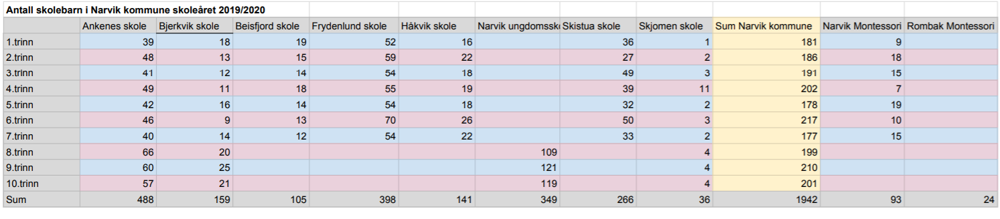 Antall skolebarn i Narvik kommune skoleåret 2019/2020
Ankenes skole Bjerkvik skole Beisfjord skole Frydenlund skole Håkvik skole Narvik ungdomssk Skistua skole Skjomen skole Sum Narvik kommune Narvik Montessori Rombak Montessori
1.trinn 39 18 19 52 16 36 1 181 9
2.trinn 48 13 15 59 22 27 2 186 18
3.trinn 41 12 14 54 18 49 3 191 15
4.trinn 49 11 18 55 19 39 11 202 7
5.trinn 42 16 14 54 18 32 2 178 19
6.trinn 46 9 13 70 26 50 3 217 10
7.trinn 40 14 12 54 22 33 2 177 15
8.trinn 66 20 109 4 199
9.trinn 60 25 121 4 210
10.trinn 57 21 119 4 201
Sum 488 159 105 398 141 349 266 36 1942 93 24